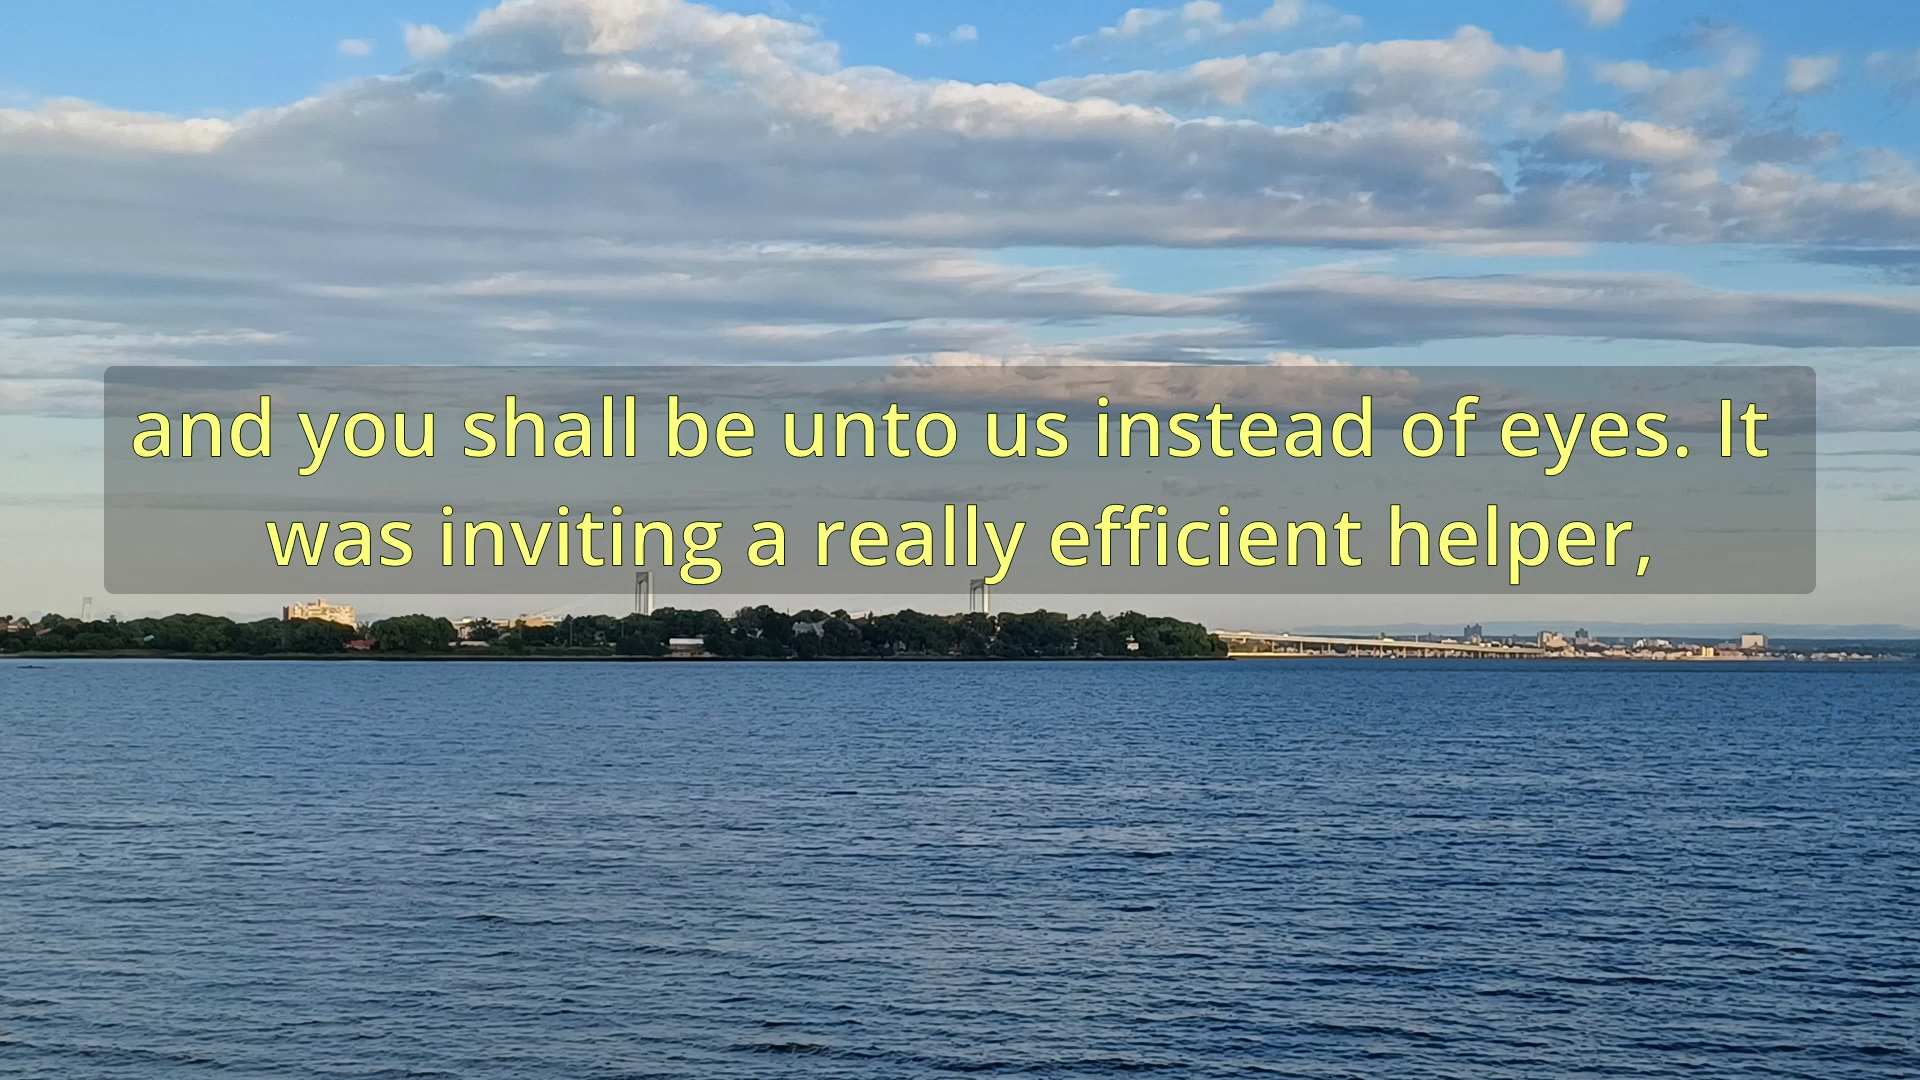 and you shall be unto us instead of eyes. It
was inviting a really efficient helper,